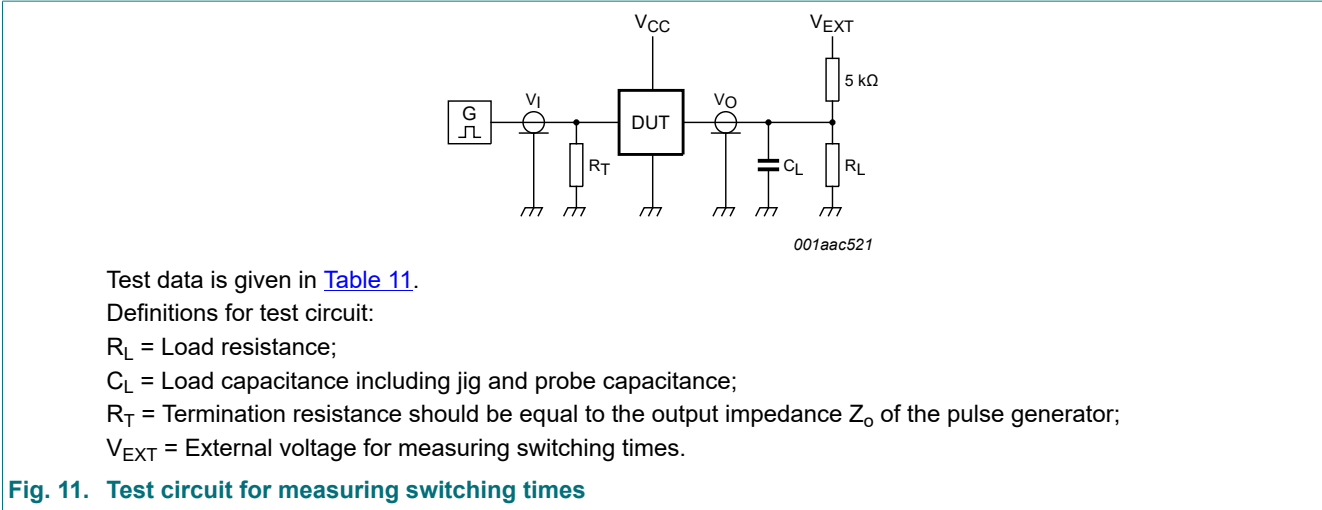 VCC
VEXT
5 kΩ
G
VI
RT
DUT
VO
CL
RL
001aac521
Test data is given in Table 11.
Definitions for test circuit:
RL = Load resistance;
CL = Load capacitance including jig and probe capacitance;
RT = Termination resistance should be equal to the output impedance Zo of the pulse generator;
VEXT = External voltage for measuring switching times.
Fig. 11. Test circuit for measuring switching times